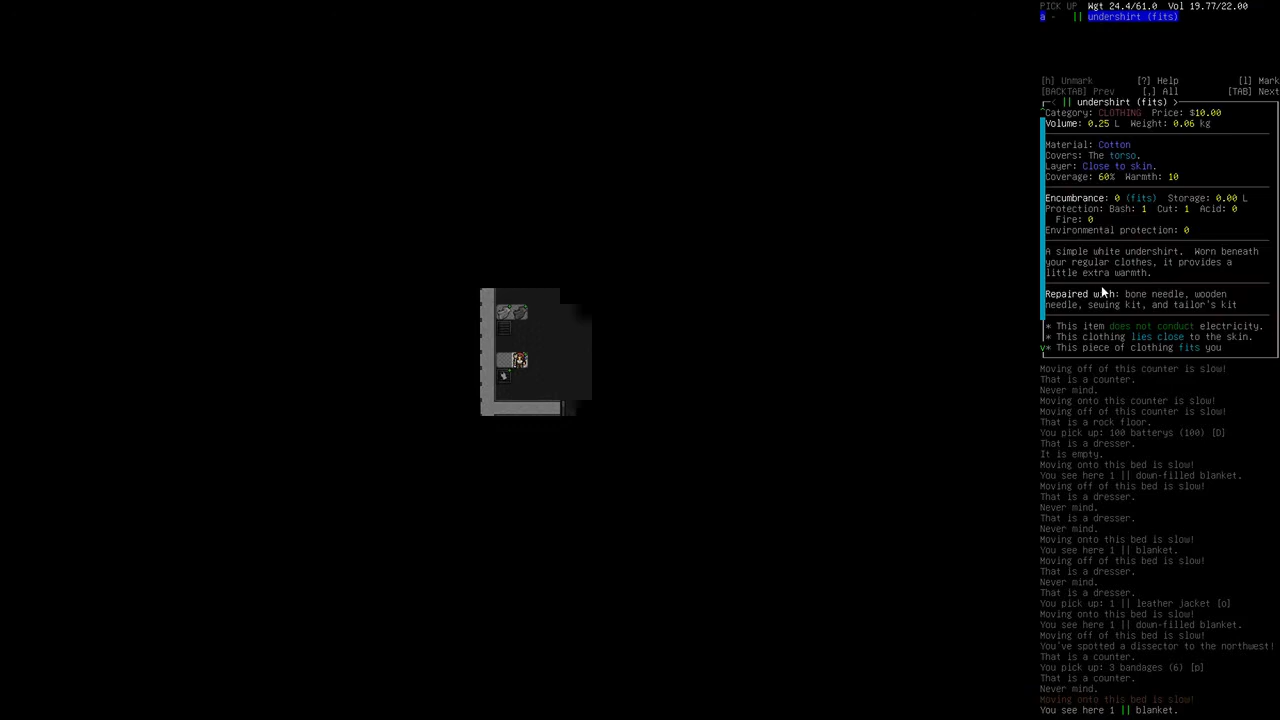 PICK UP Wgt 24.4/61.0 Vol 19.77/22.00
a - || undershirt (fits)
[h] Unmark [?] Help [l] Mark
[BACKTAB] Prev [,] All [TAB] Next
< || undershirt (fits) >
Category: CLOTHING Price: $10.00
Volume: 0.25 L Weight: 0.06 kg
Material: Cotton
Covers: The torso.
Layer: Close to skin.
Coverage: 60% Warmth: 10
Encumbrance: 0 (fits) Storage: 0.00 L
Protection: Bash: 1 Cut: 1 Acid: 0
Fire: 0
Environmental protection: 0
A simple white undershirt. Worn beneath
your regular clothes, it provides a
little extra warmth.
Repaired with: bone needle, wooden
needle, sewing kit, and tailor's kit
* This item does not conduct electricity.
* This clothing lies close to the skin.
v* This piece of clothing fits you
Moving off of this counter is slow!
That is a counter.
Never mind.
Moving onto this counter is slow!
Moving off of this counter is slow!
That is a rock floor.
You pick up: 100 batterys (100) [D]
That is a dresser.
It is empty.
Moving onto this bed is slow!
You see here 1 || down-filled blanket.
Moving off of this bed is slow!
That is a dresser.
Never mind.
That is a dresser.
Never mind.
Moving onto this bed is slow!
You see here 1 || blanket.
Moving off of this bed is slow!
That is a dresser.
Never mind.
That is a dresser.
You pick up: 1 || leather jacket [o]
Moving onto this bed is slow!
You see here 1 || down-filled blanket.
Moving off of this bed is slow!
You've spotted a dissector to the northwest!
That is a counter.
You pick up: 3 bandages (6) [p]
That is a counter.
Never mind.
Moving onto this bed is slow!
You see here 1 || blanket.